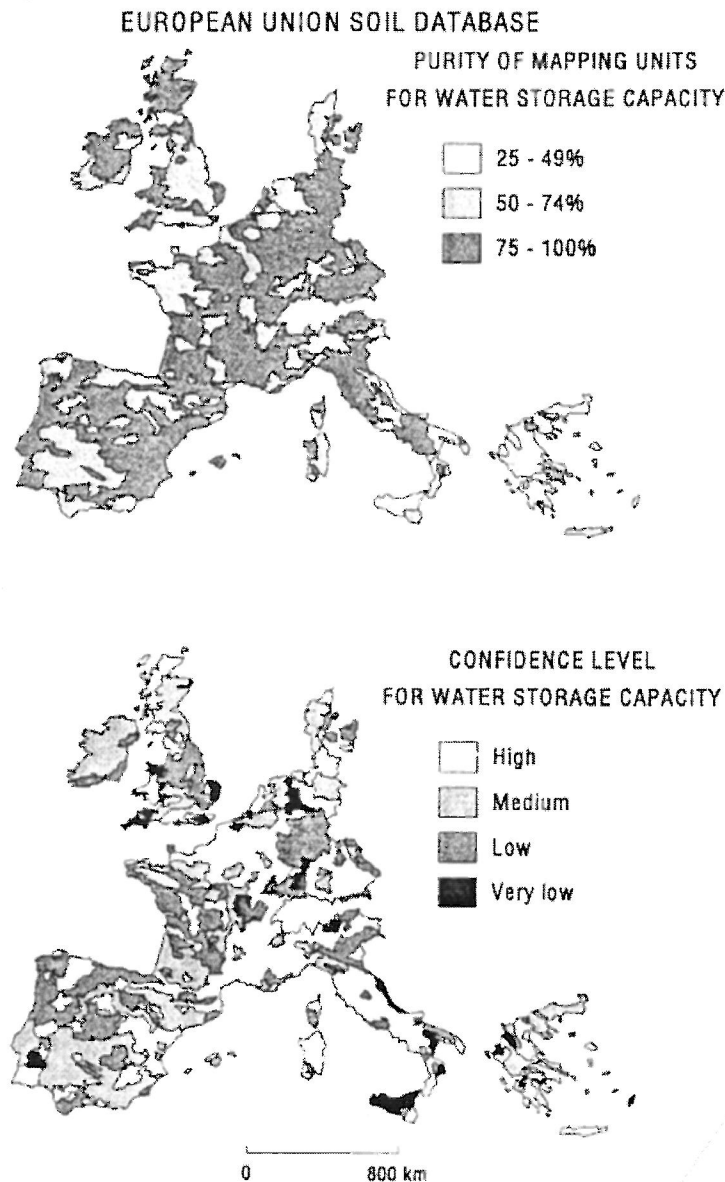 EUROPEAN UNION SOIL DATABASE
PURITY OF MAPPING UNITS
FOR WATER STORAGE CAPACITY
25 - 49%
50 - 74%
75 - 100%
CONFIDENCE LEVEL
FOR WATER STORAGE CAPACITY
High
Medium
Low
Very low
0 800 km